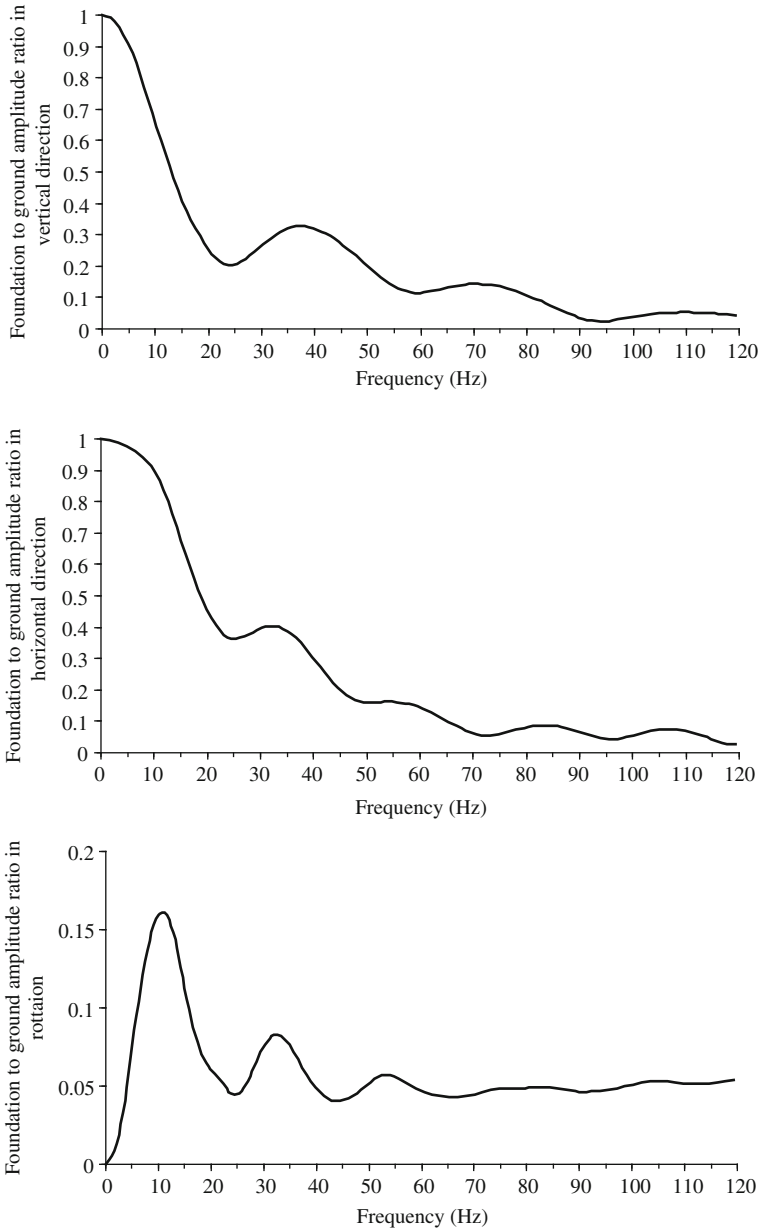 Foundation to ground amplitude ratio in
vertical direction
1
0.9
0.8
0.7
0.6
0.5
0.4
0.3
0.2
0.1
0
0 10 20 30 40 50 60 70 80 90 100 110 120
Frequency (Hz)
Foundation to ground amplitude ratio in
horizontal direction
1
0.9
0.8
0.7
0.6
0.5
0.4
0.3
0.2
0.1
0
0 10 20 30 40 50 60 70 80 90 100 110 120
Frequency (Hz)
Foundation to ground amplitude ratio in
rottaion
0.2
0.15
0.1
0.05
0
0 10 20 30 40 50 60 70 80 90 100 110 120
Frequency (Hz)